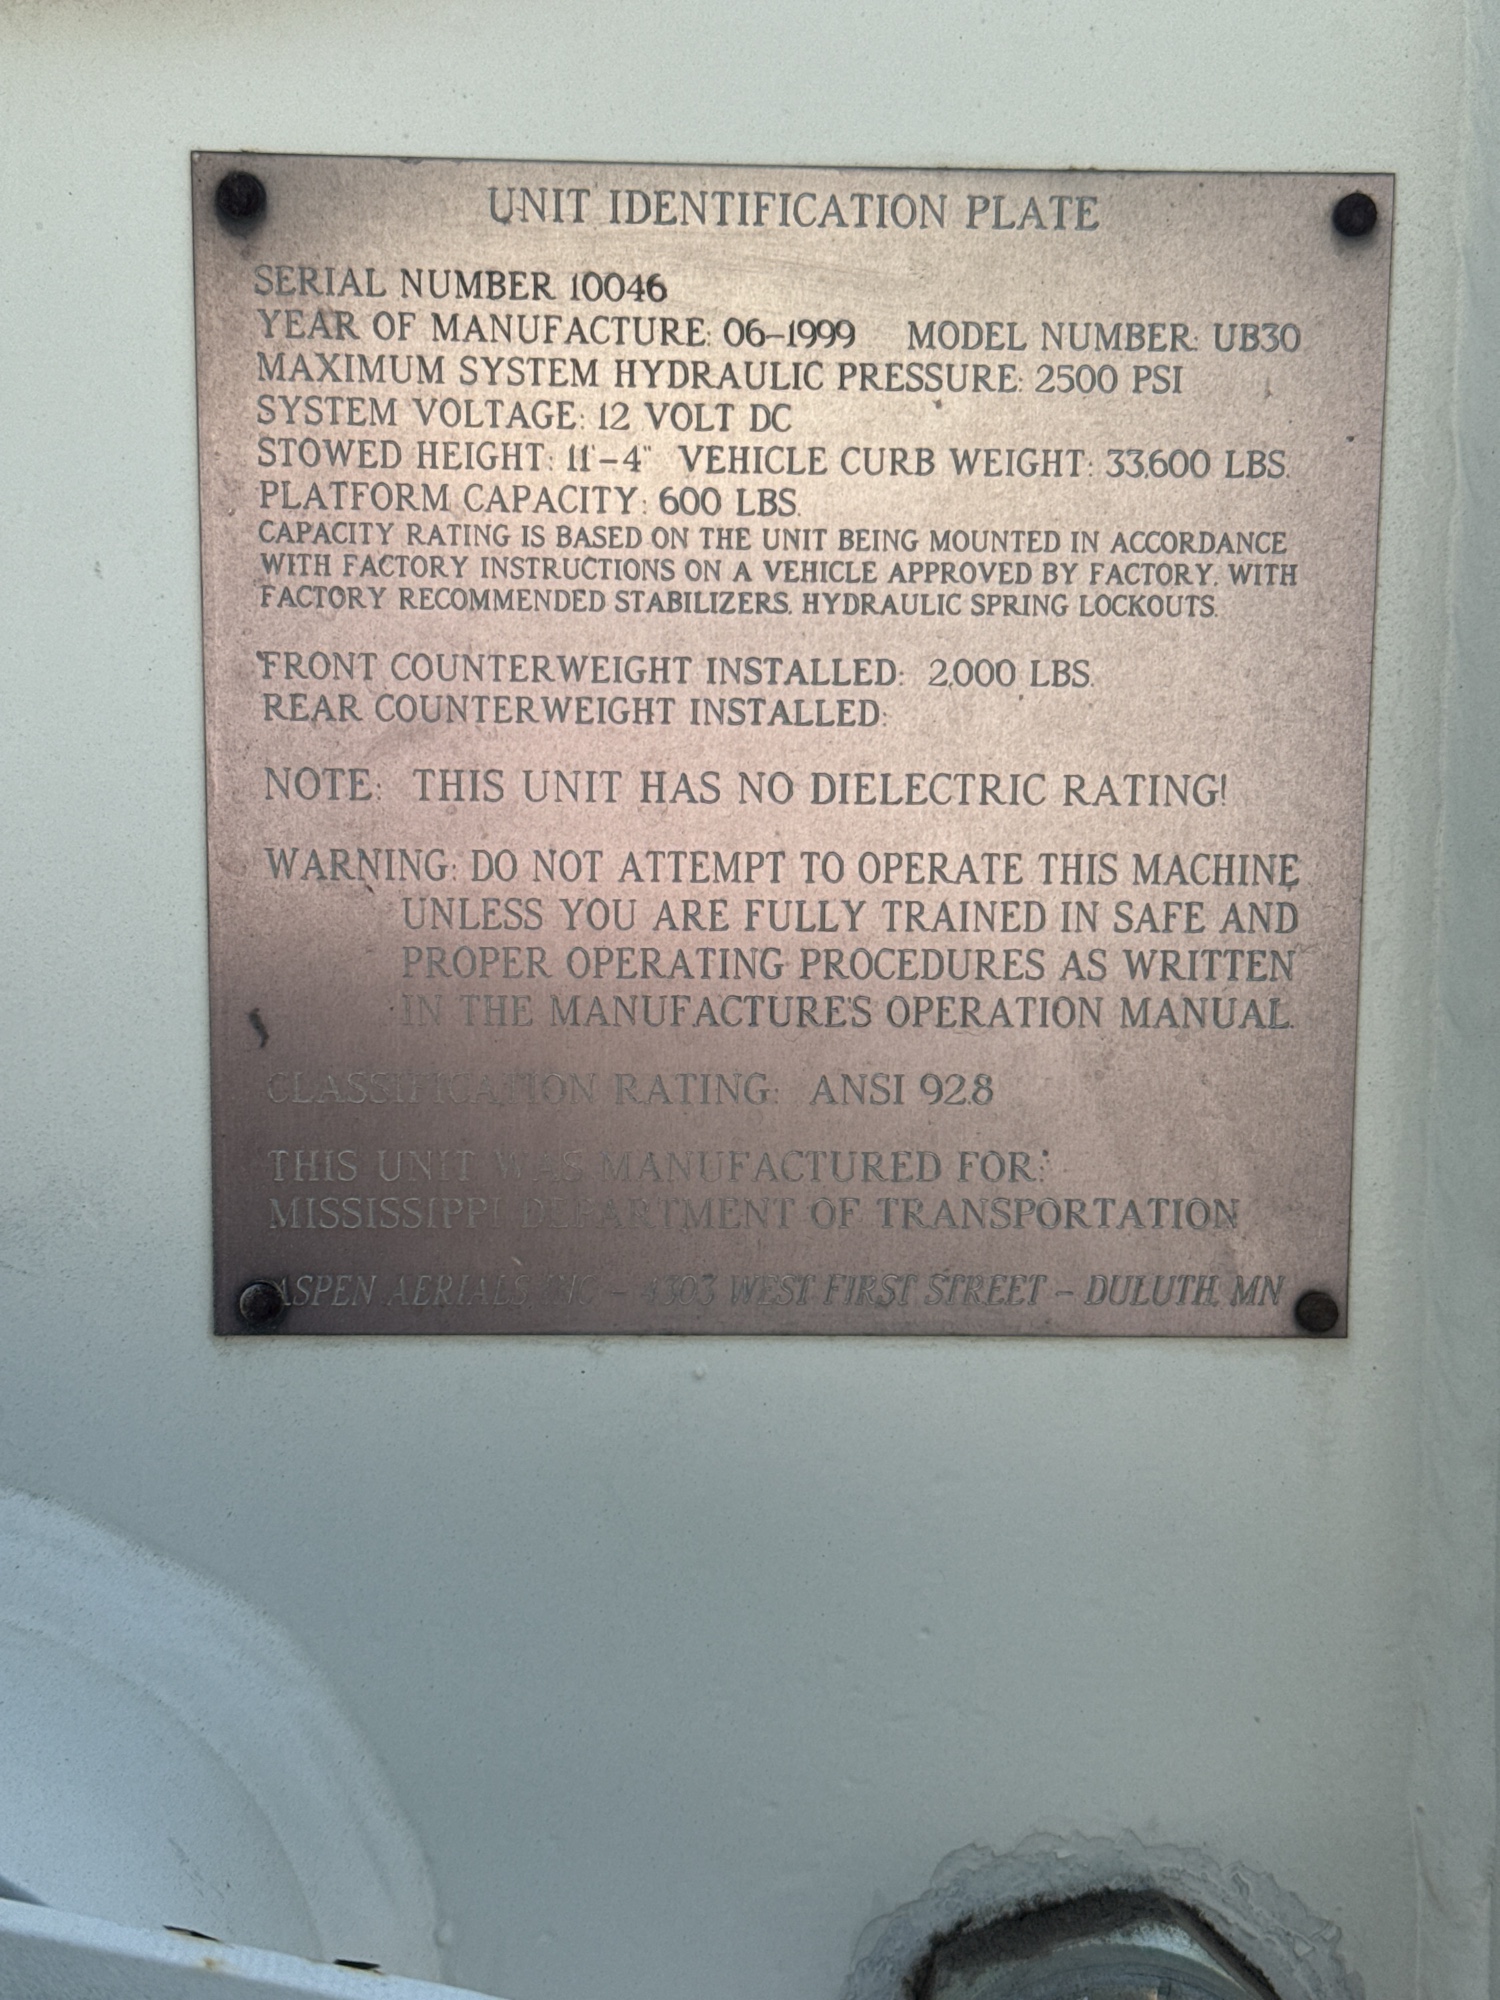 UNIT IDENTIFICATION PLATE
SERIAL NUMBER 10046
YEAR OF MANUFACTURE: 06-1999 MODEL NUMBER: UB30
MAXIMUM SYSTEM HYDRAULIC PRESSURE: 2500 PSI
SYSTEM VOLTAGE: 12 VOLT DC
STOWED HEIGHT: 11'-4" VEHICLE CURB WEIGHT: 33,600 LBS.
PLATFORM CAPACITY: 600 LBS.
CAPACITY RATING IS BASED ON THE UNIT BEING MOUNTED IN ACCORDANCE
WITH FACTORY INSTRUCTIONS ON A VEHICLE APPROVED BY FACTORY, WITH
FACTORY RECOMMENDED STABILIZERS, HYDRAULIC SPRING LOCKOUTS.
FRONT COUNTERWEIGHT INSTALLED: 2,000 LBS.
REAR COUNTERWEIGHT INSTALLED:
NOTE: THIS UNIT HAS NO DIELECTRIC RATING!
WARNING: DO NOT ATTEMPT TO OPERATE THIS MACHINE
UNLESS YOU ARE FULLY TRAINED IN SAFE AND
PROPER OPERATING PROCEDURES AS WRITTEN
IN THE MANUFACTURE'S OPERATION MANUAL.
CLASSIFICATION RATING: ANSI 92.8
THIS UNIT WAS MANUFACTURED FOR:
MISSISSIPPI DEPARTMENT OF TRANSPORTATION
ASPEN AERIALS, INC - 4303 WEST FIRST STREET - DULUTH, MN